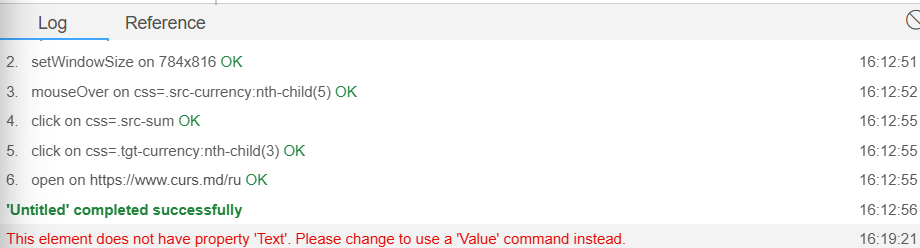 Log Reference
2. setWindowSize on 784x816 OK 16:12:51
3. mouseOver on css=.src-currency:nth-child(5) OK 16:12:52
4. click on css=.src-sum OK 16:12:55
5. click on css=.tgt-currency:nth-child(3) OK 16:12:55
6. open on https://www.curs.md/ru OK 16:12:55
'Untitled' completed successfully 16:12:56
This element does not have property 'Text'. Please change to use a 'Value' command instead. 16:19:21